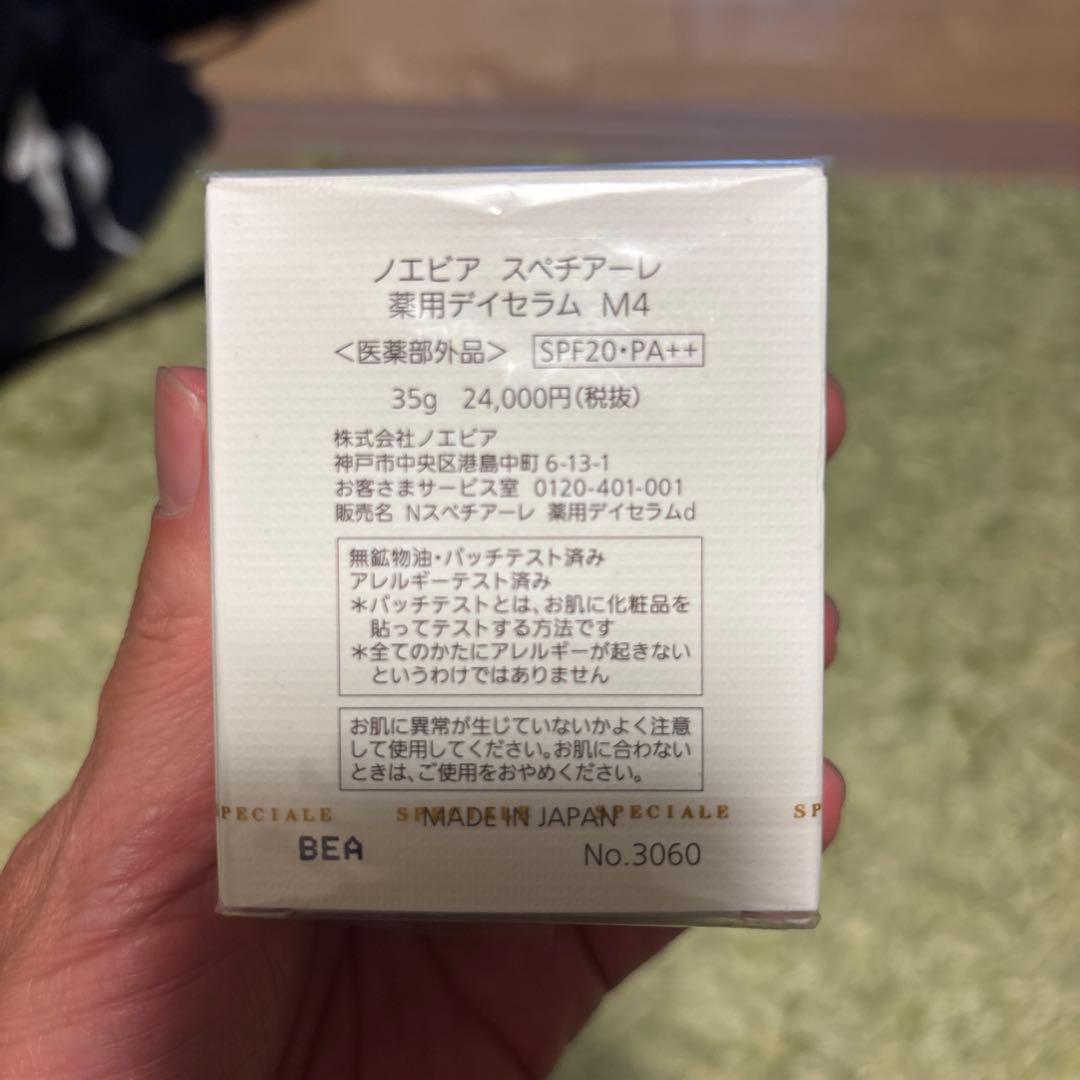 ノエビア スペチアーレ
薬用デイセラム M4
＜医薬部外品＞ SPF20・PA++
35g 24,000円(税抜)
株式会社ノエビア
神戸市中央区港島中町6-13-1
お客さまサービス室 0120-401-001
販売名 Nスペチアーレ 薬用デイセラムd
無鉱物油・パッチテスト済み
アレルギーテスト済み
＊パッチテストとは、お肌に化粧品を
貼ってテストする方法です
＊全てのかたにアレルギーが起きない
というわけではありません
お肌に異常が生じていないかよく注意
して使用してください。お肌に合わない
ときは、ご使用をおやめください。
PECIALE SPECIALE SPECIALE SP
MADE IN JAPAN
BEA No.3060